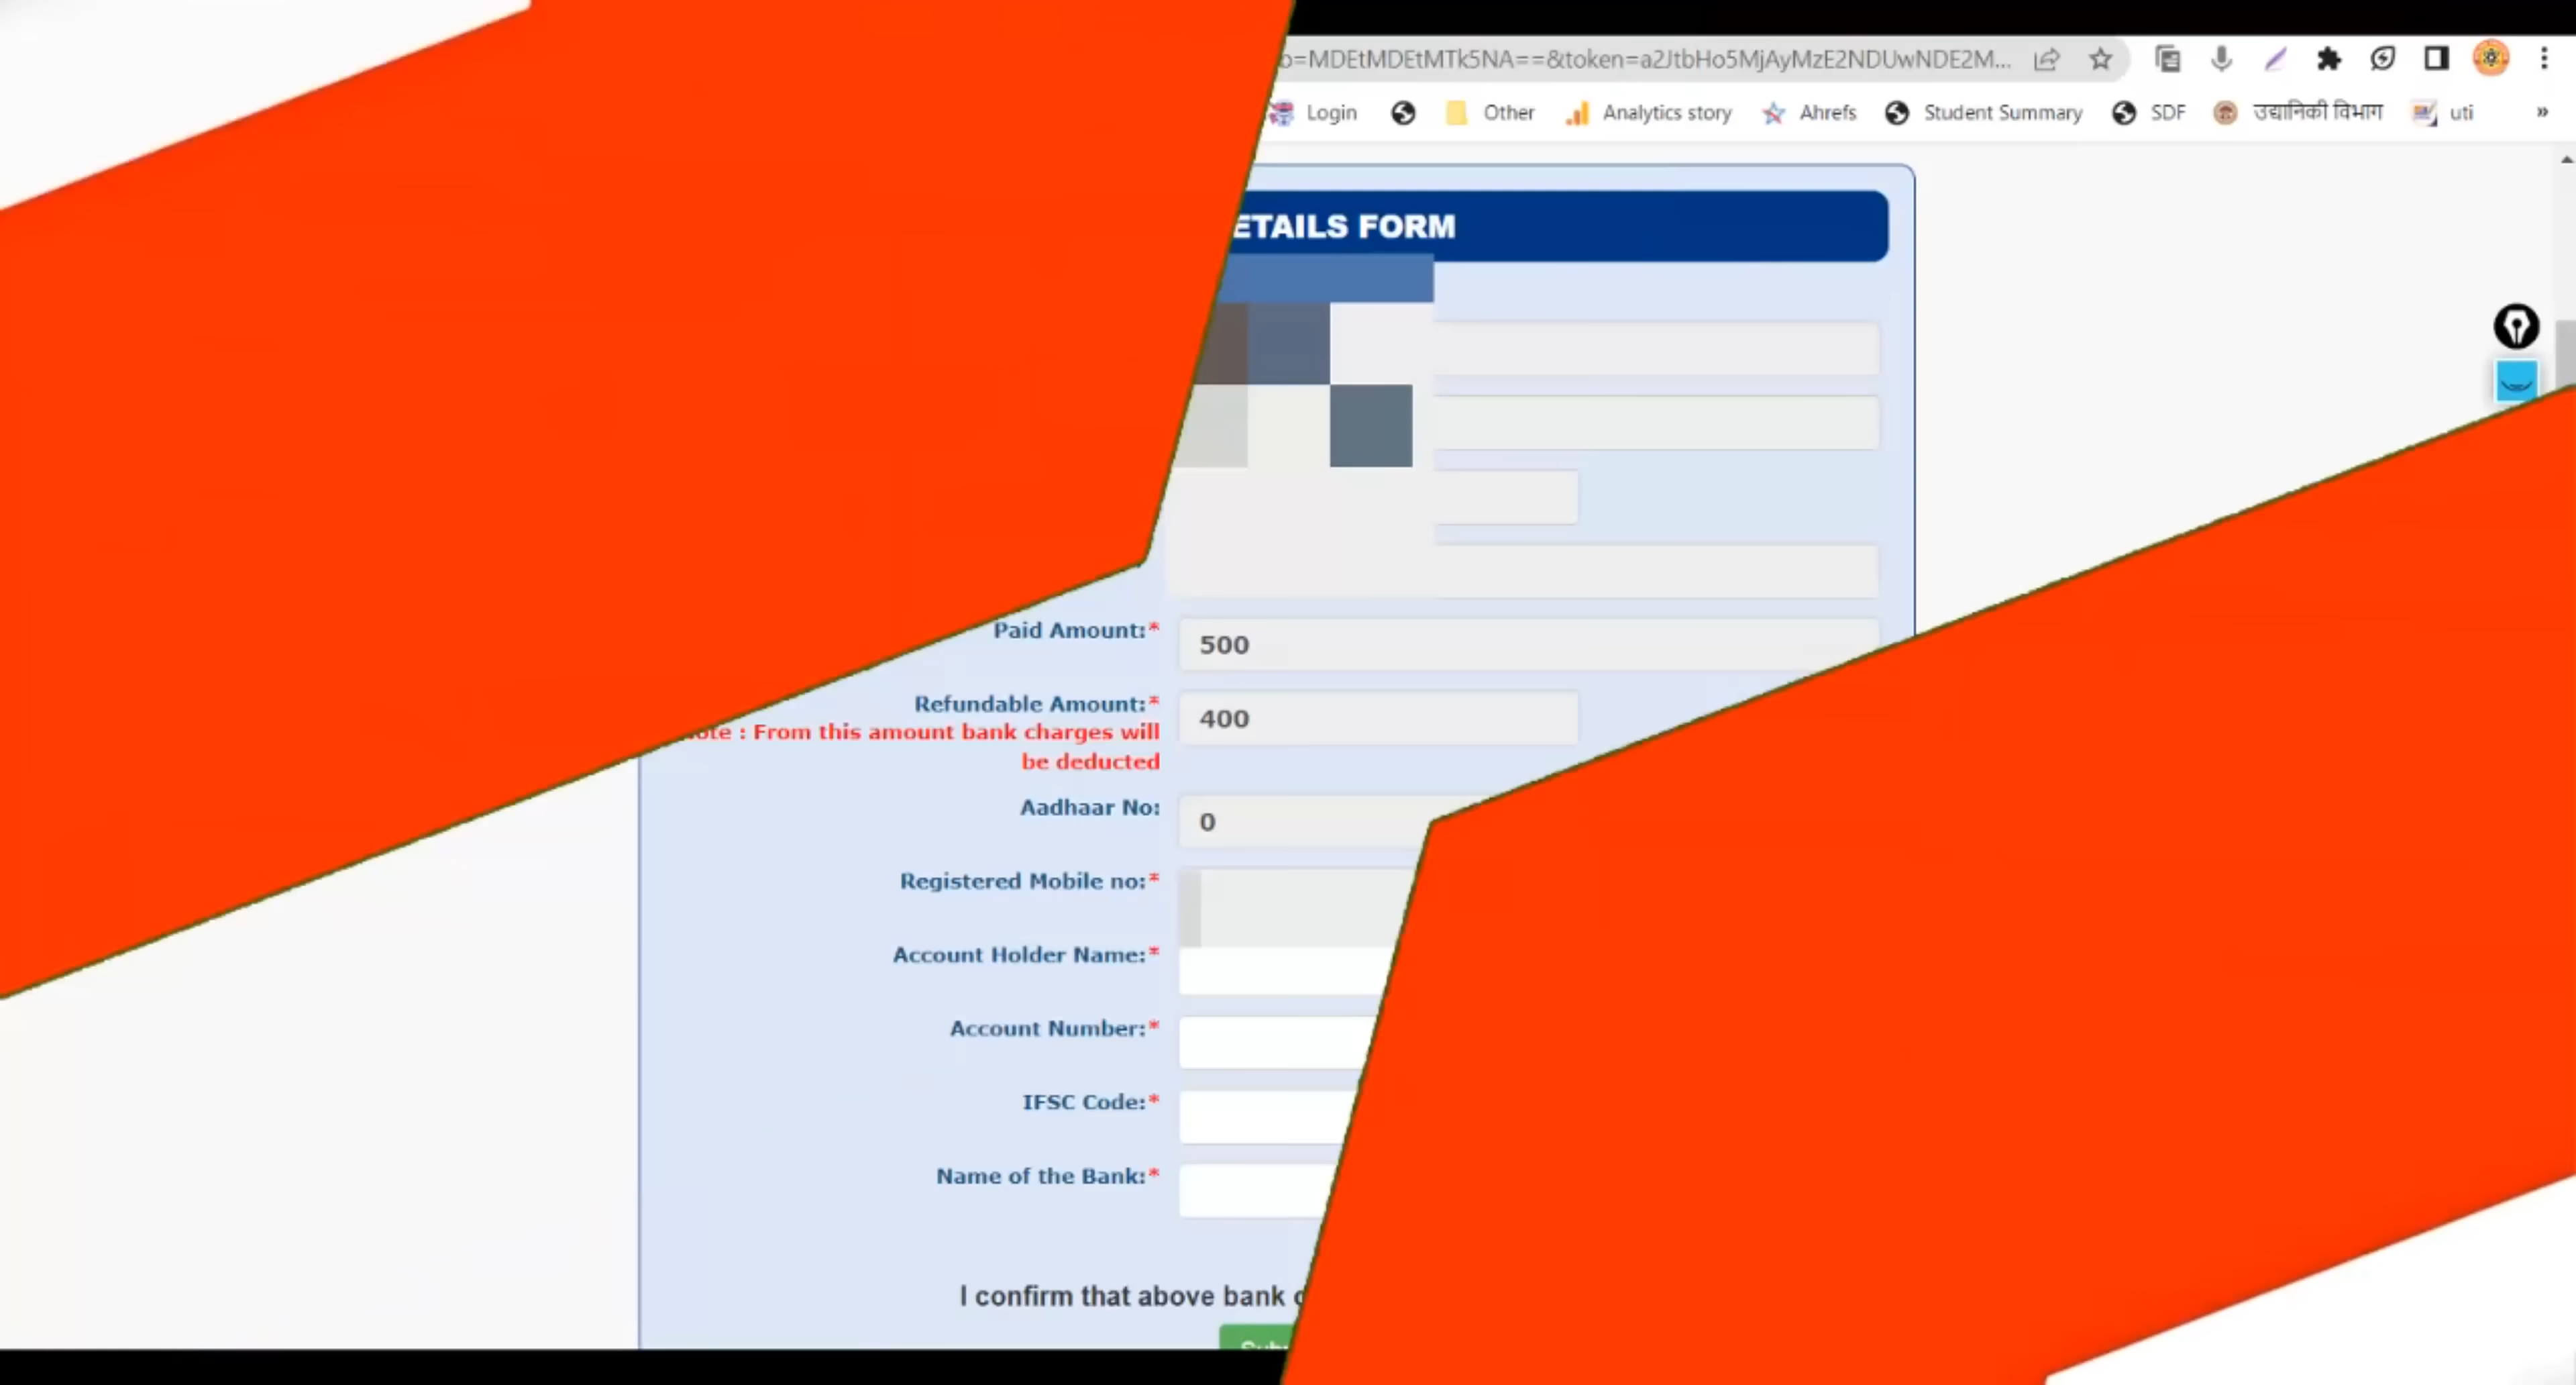 =MDEtMDEtMTk5NA==&token=a2JtbHo5MjAyMzE2NDUwNDE2M...
Login Other Analytics story Ahrefs Student Summary SDF उद्यानिकी विभाग uti »
ETAILS FORM
Paid Amount:* 500
Refundable Amount:* 400
ote : From this amount bank charges will
be deducted
Aadhaar No: 0
Registered Mobile no:*
Account Holder Name:*
Account Number:*
IFSC Code:*
Name of the Bank:*
I confirm that above bank